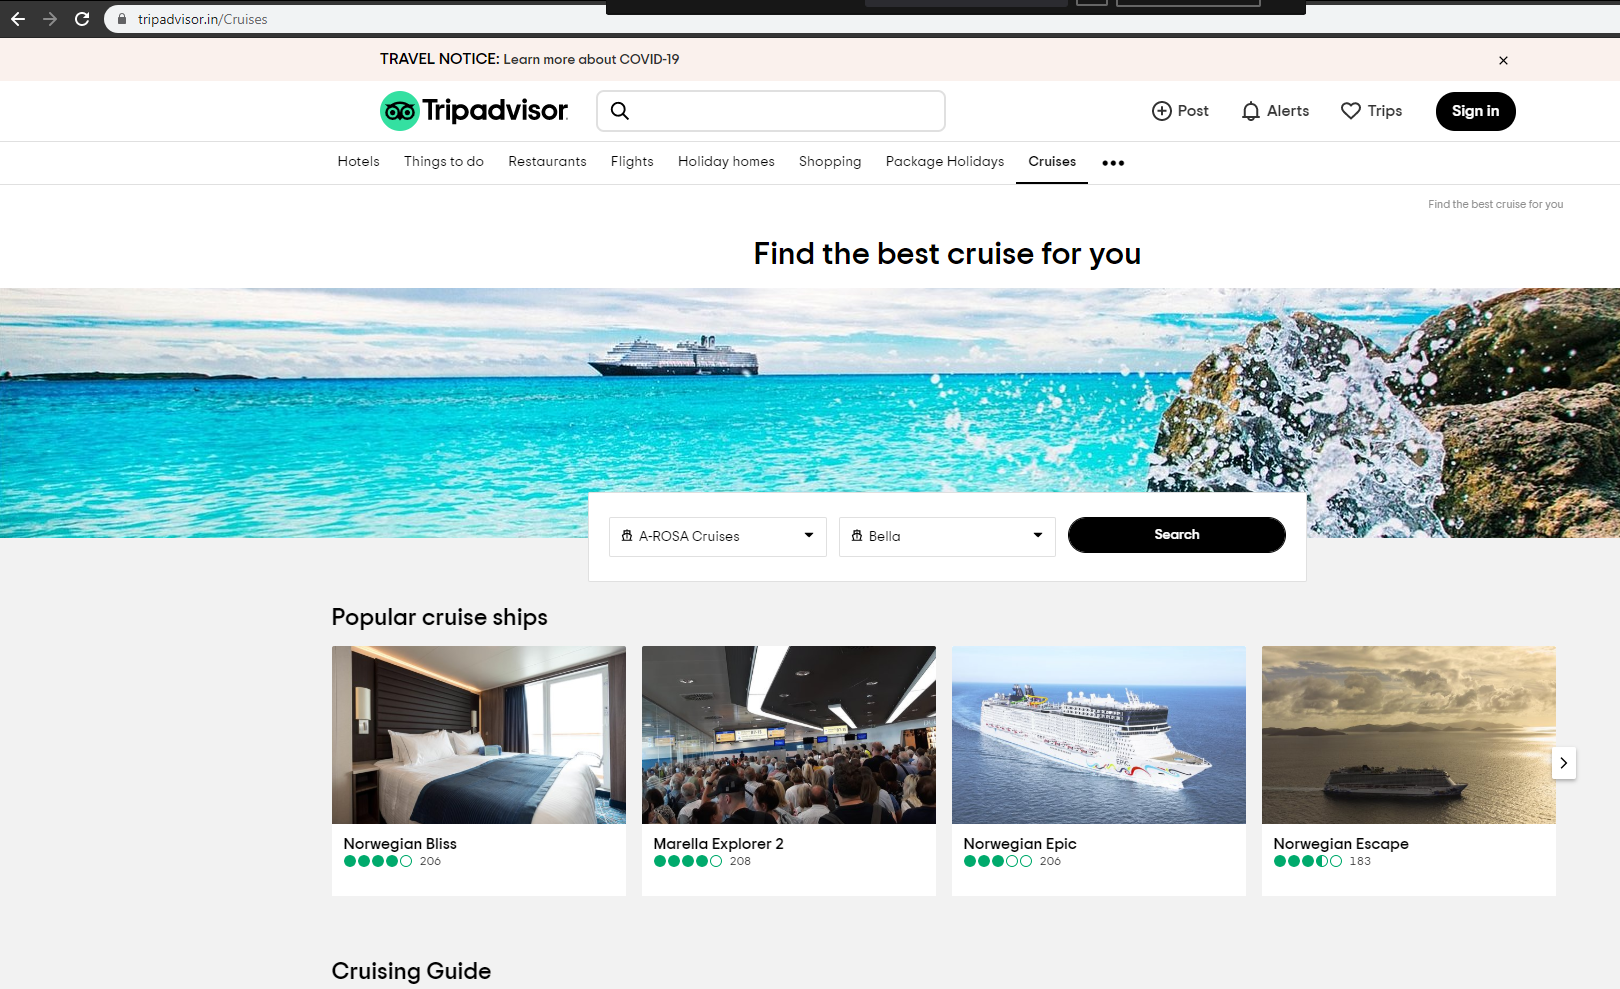 tripadvisor.in/Cruises
TRAVEL NOTICE: Learn more about COVID-19
Tripadvisor
Post
Alerts
Trips
Sign in
Hotels
Things to do
Restaurants
Flights
Holiday homes
Shopping
Package Holidays
Cruises
Find the best cruise for you
Find the best cruise for you
A-ROSA Cruises
Bella
Search
Popular cruise ships
Norwegian Bliss
206
Marella Explorer 2
208
Norwegian Epic
206
Norwegian Escape
183
Cruising Guide